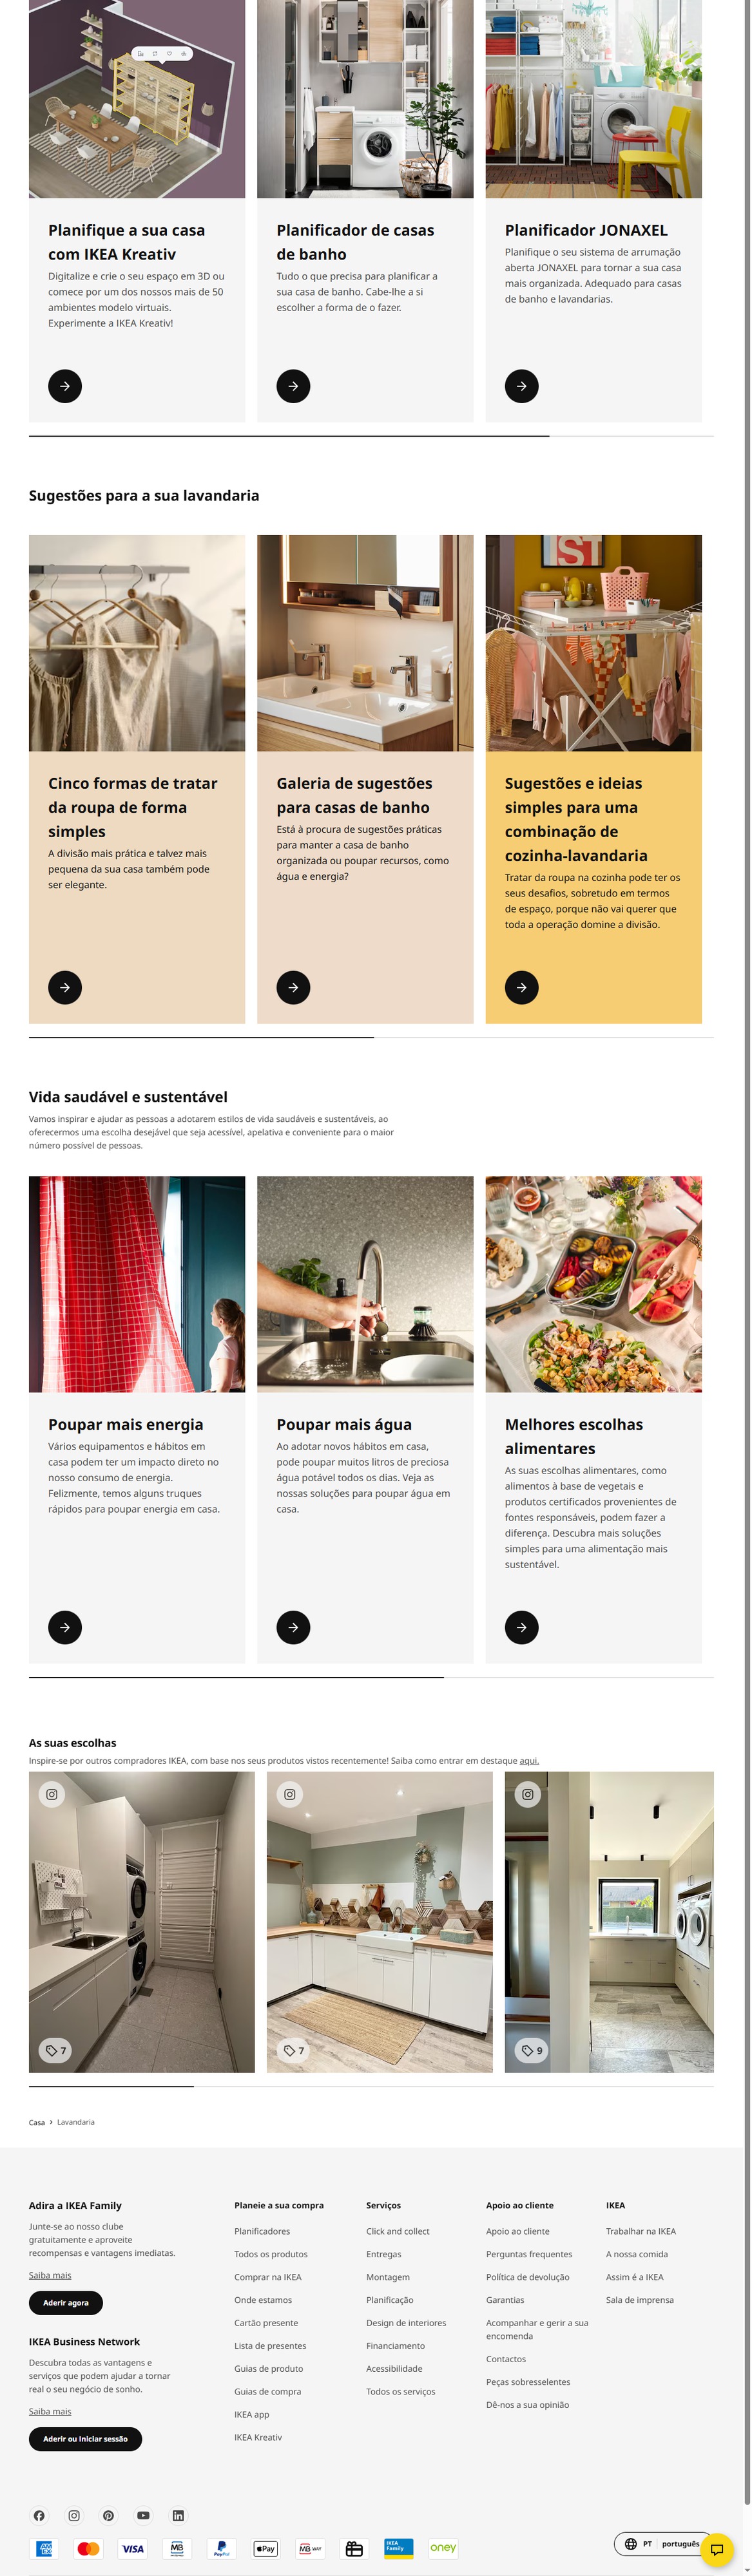 Planifique a sua casa
com IKEA Kreativ
Digitalize e crie o seu espaço em 3D ou
comece por um dos nossos mais de 50
ambientes modelo virtuais.
Experimente a IKEA Kreativ!
Planificador de casas
de banho
Tudo o que precisa para planificar a
sua casa de banho. Cabe-lhe a si
escolher a forma de o fazer.
Planificador JONAXEL
Planifique o seu sistema de arrumação
aberta JONAXEL para tornar a sua casa
mais organizada. Adequado para casas
de banho e lavandarias.
Sugestões para a sua lavandaria
Cinco formas de tratar
da roupa de forma
simples
A divisão mais prática e talvez mais
pequena da sua casa também pode
ser elegante.
Galeria de sugestões
para casas de banho
Está à procura de sugestões práticas
para manter a casa de banho
organizada ou poupar recursos, como
água e energia?
Sugestões e ideias
simples para uma
combinação de
cozinha-lavandaria
Tratar da roupa na cozinha pode ter os
seus desafios, sobretudo em termos
de espaço, porque não vai querer que
toda a operação domine a divisão.
Vida saudável e sustentável
Vamos inspirar e ajudar as pessoas a adotarem estilos de vida saudáveis e sustentáveis, ao
oferecermos uma escolha desejável que seja acessível, apelativa e conveniente para o maior
número possível de pessoas.
Poupar mais energia
Vários equipamentos e hábitos em
casa podem ter um impacto direto no
nosso consumo de energia.
Felizmente, temos alguns truques
rápidos para poupar energia em casa.
Poupar mais água
Ao adotar novos hábitos em casa,
pode poupar muitos litros de preciosa
água potável todos os dias. Veja as
nossas soluções para poupar água em
casa.
Melhores escolhas
alimentares
As suas escolhas alimentares, como
alimentos à base de vegetais e
produtos certificados provenientes de
fontes responsáveis, podem fazer a
diferença. Descubra mais soluções
simples para uma alimentação mais
sustentável.
As suas escolhas
Inspire-se por outros compradores IKEA, com base nos seus produtos vistos recentemente! Saiba como entrar em destaque aqui.
7
7
9
Casa › Lavandaria
Adira a IKEA Family
Junte-se ao nosso clube
gratuitamente e aproveite
recompensas e vantagens imediatas.
Saiba mais
Aderir agora
IKEA Business Network
Descubra todas as vantagens e
serviços que podem ajudar a tornar
real o seu negócio de sonho.
Saiba mais
Aderir ou Iniciar sessão
Planeie a sua compra
Planificadores
Todos os produtos
Comprar na IKEA
Onde estamos
Cartão presente
Lista de presentes
Guias de produto
Guias de compra
IKEA app
IKEA Kreativ
Serviços
Click and collect
Entregas
Montagem
Planificação
Design de interiores
Financiamento
Acessibilidade
Todos os serviços
Apoio ao cliente
Apoio ao cliente
Perguntas frequentes
Política de devolução
Garantias
Acompanhar e gerir a sua
encomenda
Contactos
Peças sobresselentes
Dê-nos a sua opinião
IKEA
Trabalhar na IKEA
A nossa comida
Assim é a IKEA
Sala de imprensa
AMEX
VISA
MB
PayPal
Pay
MB WAY
IKEA Family
oney
PT português